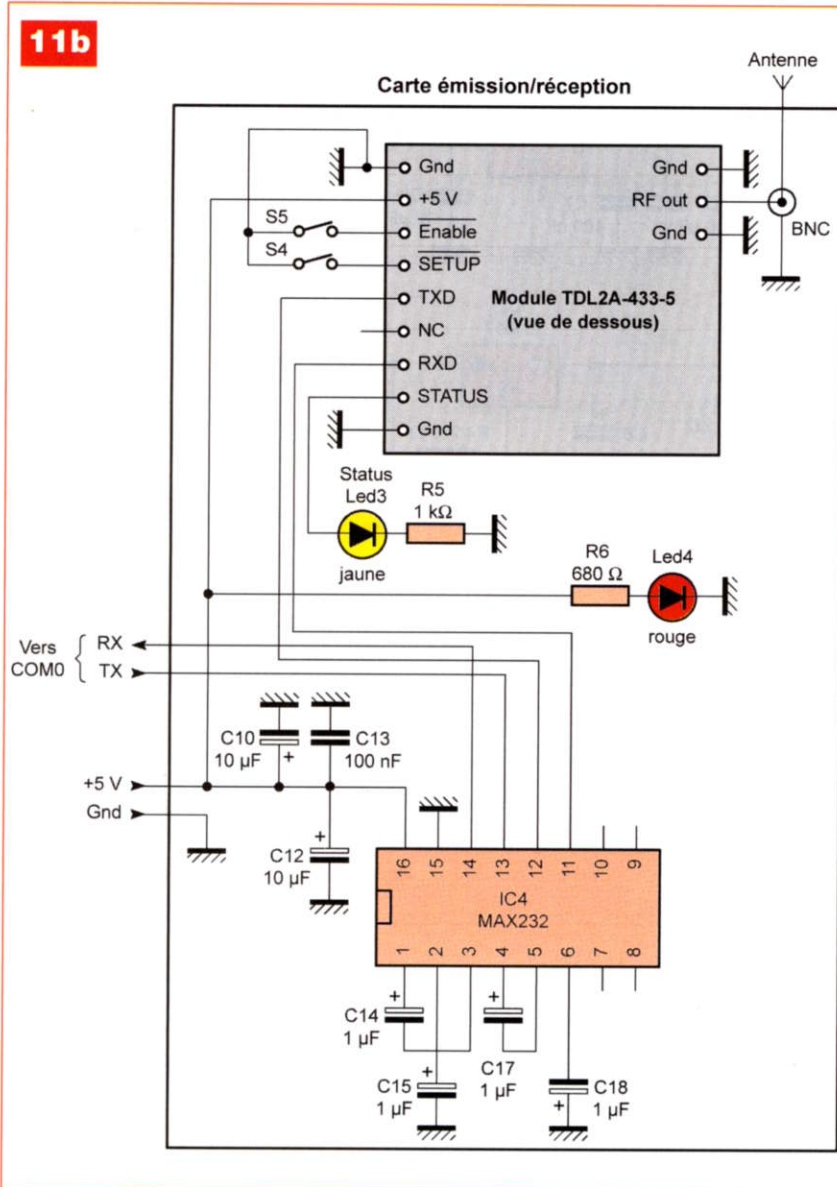 11b
Antenne
Carte émission/réception
Gnd
Gnd
+5 V
RF out
S5
Enable
Gnd
BNC
S4
SETUP
TXD
Module TDL2A-433-5
(vue de dessous)
NC
RXD
STATUS
Gnd
Status
Led3
R5
1 kΩ
jaune
R6
680 Ω
Led4
rouge
Vers
COM0
RX
TX
C10
10 µF
+
C13
100 nF
+5 V
Gnd
+
C12
10 µF
16
15
14
13
12
11
10
9
IC4
MAX232
1
2
3
4
5
6
7
8
+
C14
1 µF
+
C17
1 µF
+
C15
1 µF
C18
1 µF
+